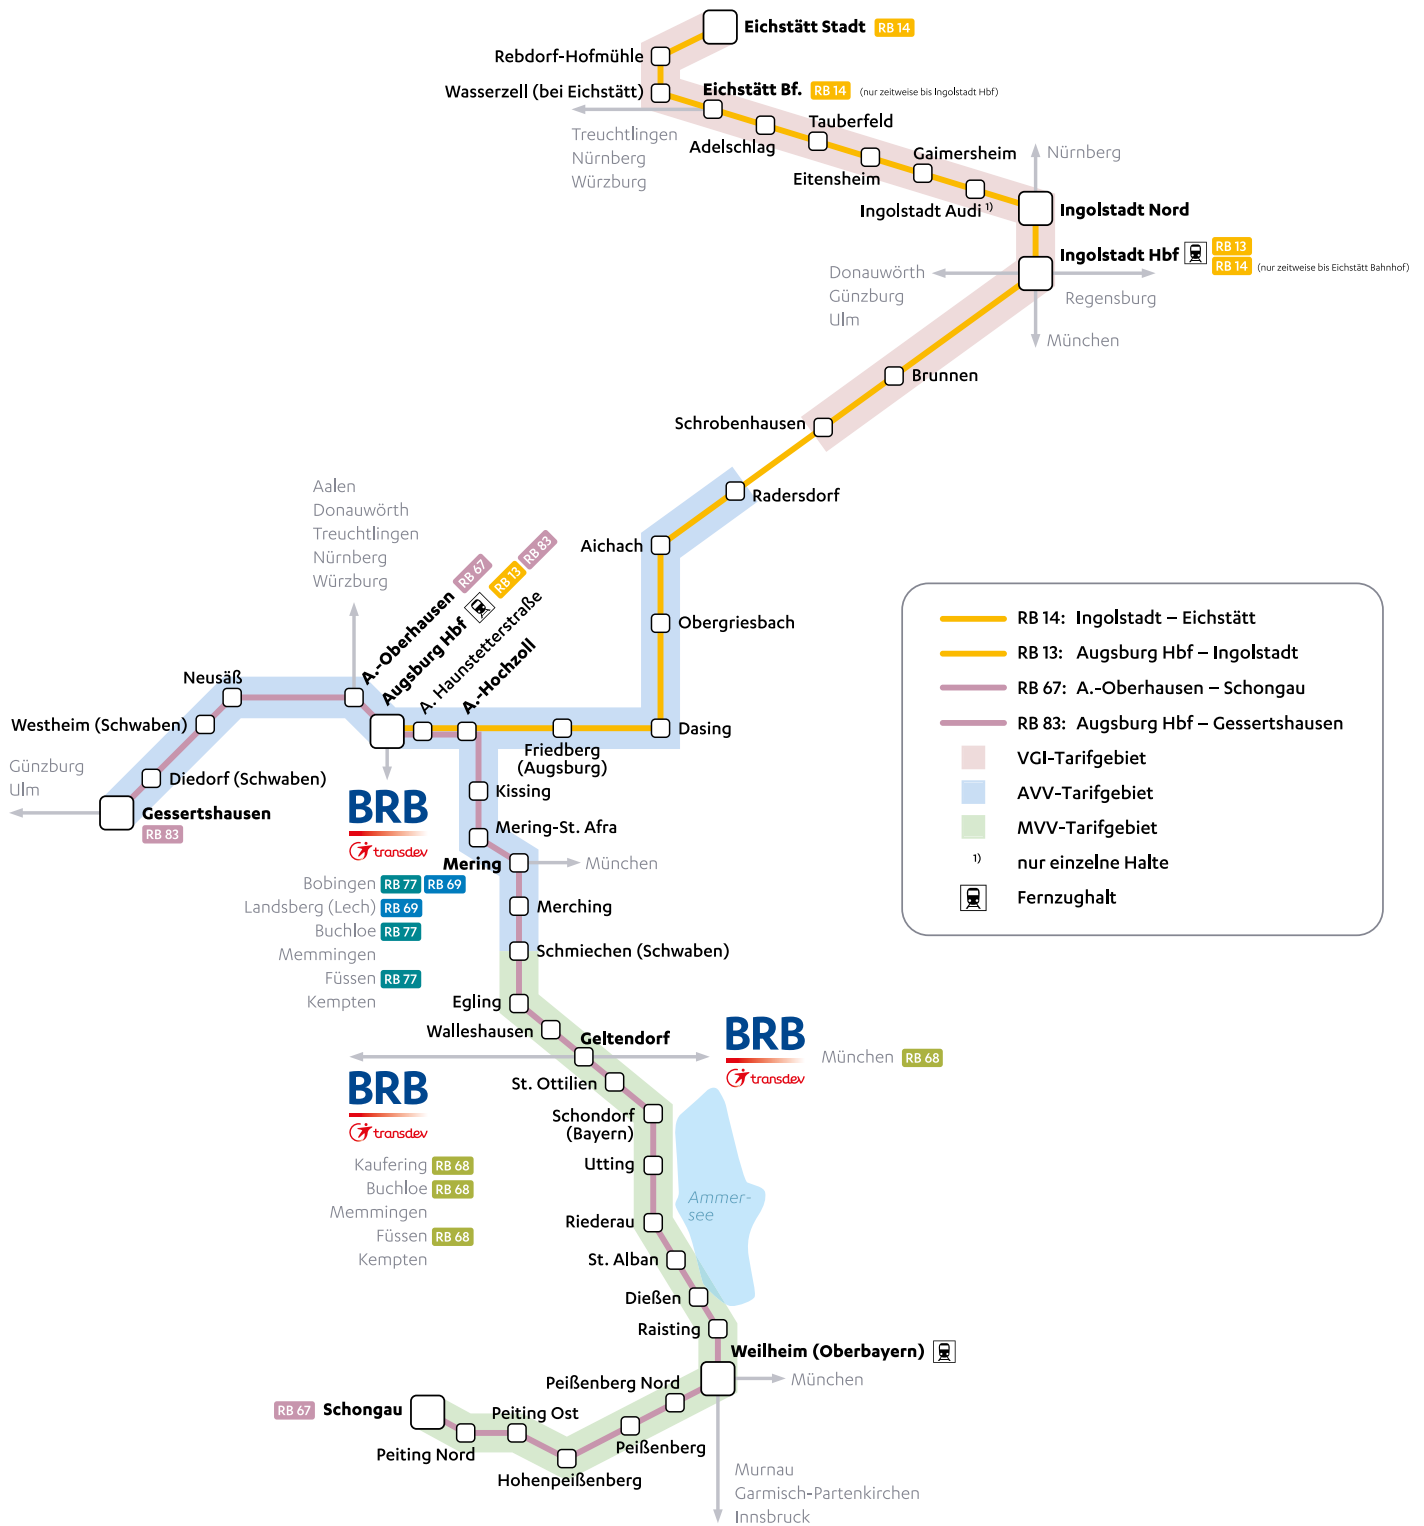 Eichstätt Stadt RB 14
Rebdorf-Hofmühle
Wasserzell (bei Eichstätt)
Eichstätt Bf. RB 14 (nur zeitweise bis Ingolstadt Hbf)
Treuchtlingen
Nürnberg
Würzburg
Adelschlag
Tauberfeld
Eitensheim
Gaimersheim
Ingolstadt Audi 1)
Nürnberg
Ingolstadt Nord
Ingolstadt Hbf RB 13
RB 14 (nur zeitweise bis Eichstätt Bahnhof)
Donauwörth
Günzburg
Ulm
Regensburg
München
Brunnen
Schrobenhausen
Radersdorf
Aichach
Obergriesbach
Dasing
Friedberg
(Augsburg)
Aalen
Donauwörth
Treuchtlingen
Nürnberg
Würzburg
A.-Oberhausen RB 67
Augsburg Hbf RB 13 RB 83
A. Haunstetterstraße
A.-Hochzoll
Neusäß
Westheim (Schwaben)
Diedorf (Schwaben)
Günzburg
Ulm
Gessertshausen
RB 83
BRB
transdev
Bobingen RB 77 RB 69
Landsberg (Lech) RB 69
Buchloe RB 77
Memmingen
Füssen RB 77
Kempten
Kissing
Mering-St. Afra
Mering
München
Merching
Schmiechen (Schwaben)
Egling
Walleshausen
Geltendorf
BRB
transdev
München RB 68
BRB
transdev
Kaufering RB 68
Buchloe RB 68
Memmingen
Füssen RB 68
Kempten
St. Ottilien
Schondorf
(Bayern)
Utting
Ammer-
see
Riederau
St. Alban
Dießen
Raisting
Weilheim (Oberbayern)
München
Peißenberg Nord
Peißenberg
Hohenpeißenberg
Peiting Ost
Peiting Nord
RB 67 Schongau
Murnau
Garmisch-Partenkirchen
Innsbruck
RB 14: Ingolstadt – Eichstätt
RB 13: Augsburg Hbf – Ingolstadt
RB 67: A.-Oberhausen – Schongau
RB 83: Augsburg Hbf – Gessertshausen
VGI-Tarifgebiet
AVV-Tarifgebiet
MVV-Tarifgebiet
1) nur einzelne Halte
Fernzughalt